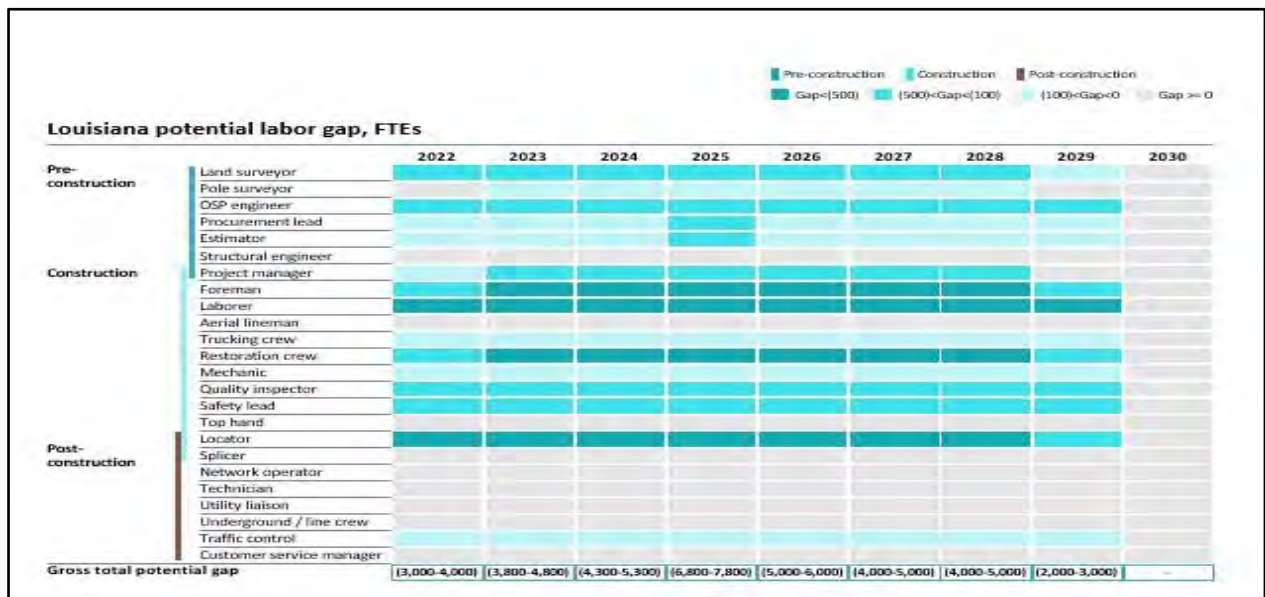 Pre-construction Construction Post-construction
Gap<(500) (500)<Gap<(100) (100)<Gap<0 Gap >= 0
Louisiana potential labor gap, FTEs
2022 2023 2024 2025 2026 2027 2028 2029 2030
Pre-
construction
Land surveyor
Pole surveyor
OSP engineer
Procurement lead
Estimator
Structural engineer
Construction
Project manager
Foreman
Laborer
Aerial lineman
Trucking crew
Restoration crew
Mechanic
Quality inspector
Safety lead
Top hand
Post-
construction
Locator
Splicer
Network operator
Technician
Utility liaison
Underground / line crew
Traffic control
Customer service manager
Gross total potential gap (3,000-4,000) (3,800-4,800) (4,300-5,300) (6,800-7,800) (5,000-6,000) (4,000-5,000) (4,000-5,000) (2,000-3,000) -